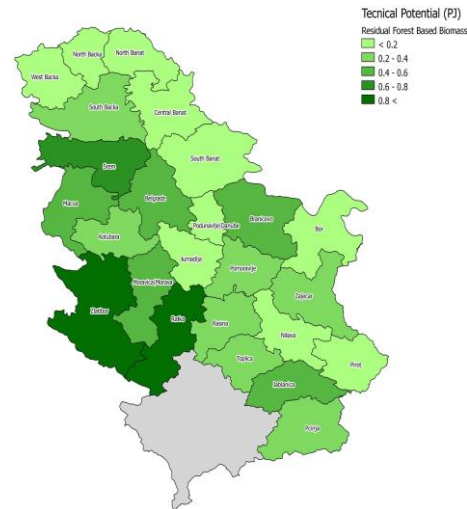 Tecnical Potential (PJ)
Residual Forest Based Biomass
< 0.2
0.2 - 0.4
0.4 - 0.6
0.6 - 0.8
0.8 <
North Backa
North Banat
West Backa
South Backa
Central Banat
South Banat
Srem
Macva
Belgrade
Podunavlje/Danube
Branicevo
Bor
Kolubara
Sumadija
Pomoravlje
Zajecar
Zlatibor
Moravica/Morava
Raska
Rasina
Nišava
Toplica
Pirot
Jablanica
Pcinja